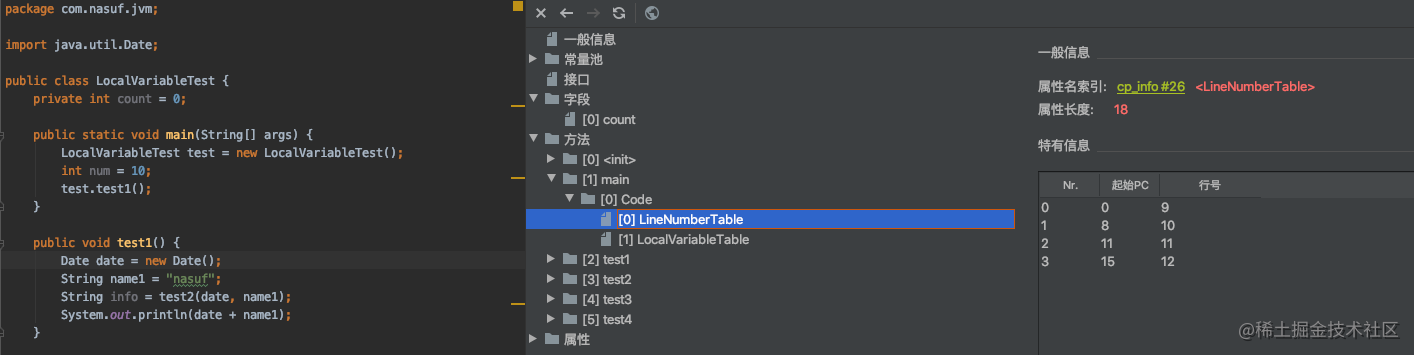 package com.nasuf.jvm;
import java.util.Date;
public class LocalVariableTest {
private int count = 0;
public static void main(String[] args) {
LocalVariableTest test = new LocalVariableTest();
int num = 10;
test.test1();
}
public void test1() {
Date date = new Date();
String name1 = "nasuf";
String info = test2(date, name1);
System.out.println(date + name1);
}
一般信息
常量池
接口
字段
[0] count
方法
[0] <init>
[1] main
[0] Code
[0] LineNumberTable
[1] LocalVariableTable
[2] test1
[3] test2
[4] test3
[5] test4
属性
一般信息
属性名索引: cp_info #26 <LineNumberTable>
属性长度: 18
特有信息
Nr. 起始PC 行号
0 0 9
1 8 10
2 11 11
3 15 12
@稀土掘金技术社区